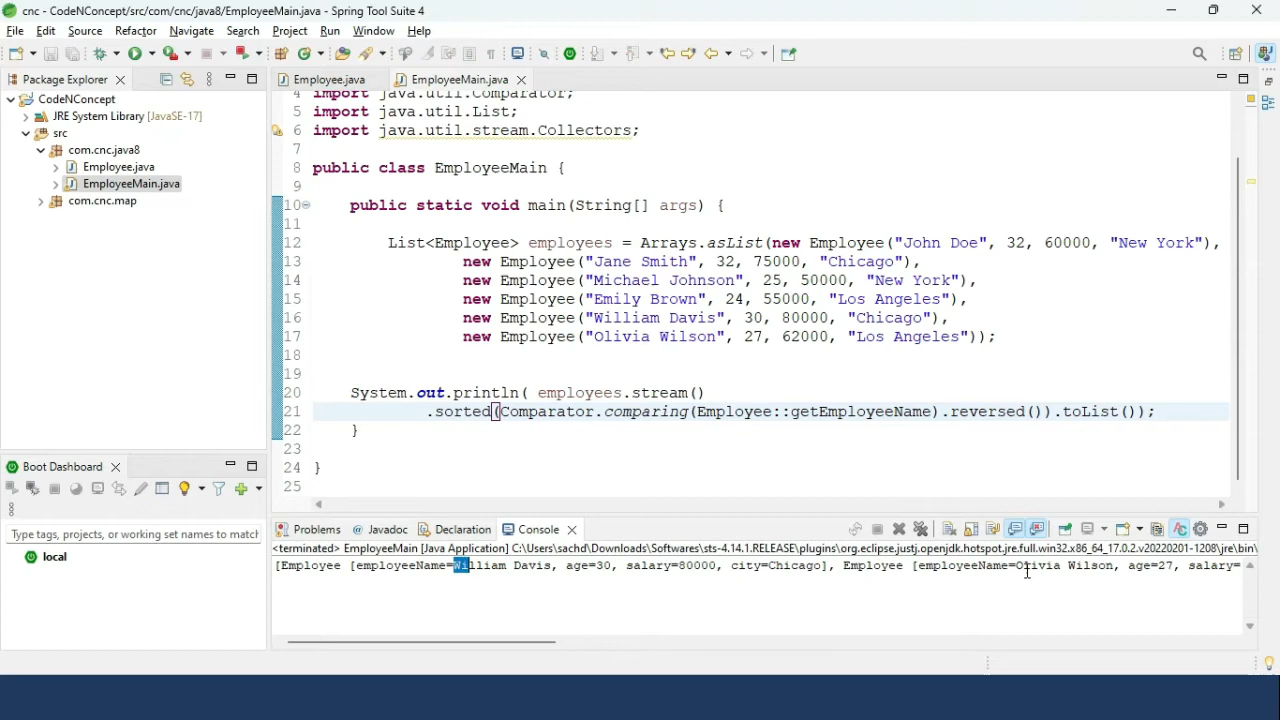 cnc - CodeNConcept/src/com/cnc/java8/EmployeeMain.java - Spring Tool Suite 4
File Edit Source Refactor Navigate Search Project Run Window Help
Package Explorer
Employee.java
EmployeeMain.java
CodeNConcept
JRE System Library [JavaSE-17]
src
com.cnc.java8
Employee.java
EmployeeMain.java
com.cnc.map
4 import java.util.Comparator;
5 import java.util.List;
6 import java.util.stream.Collectors;
7
8 public class EmployeeMain {
9
10 public static void main(String[] args) {
11
12 List<Employee> employees = Arrays.asList(new Employee("John Doe", 32, 60000, "New York"),
13 new Employee("Jane Smith", 32, 75000, "Chicago"),
14 new Employee("Michael Johnson", 25, 50000, "New York"),
15 new Employee("Emily Brown", 24, 55000, "Los Angeles"),
16 new Employee("William Davis", 30, 80000, "Chicago"),
17 new Employee("Olivia Wilson", 27, 62000, "Los Angeles"));
18
19
20 System.out.println( employees.stream()
21 .sorted(Comparator.comparing(Employee::getEmployeeName).reversed()).toList());
22 }
23
24 }
25
Boot Dashboard
Type tags, projects, or working set names to match
local
Problems Javadoc Declaration Console
<terminated> EmployeeMain [Java Application] C:\Users\sachd\Downloads\Softwares\sts-4.14.1.RELEASE\plugins\org.eclipse.justj.openjdk.hotspot.jre.full.win32.x86_64_17.0.2.v20220201-1208\jre\bin\
[Employee [employeeName=William Davis, age=30, salary=80000, city=Chicago], Employee [employeeName=Olivia Wilson, age=27, salary=